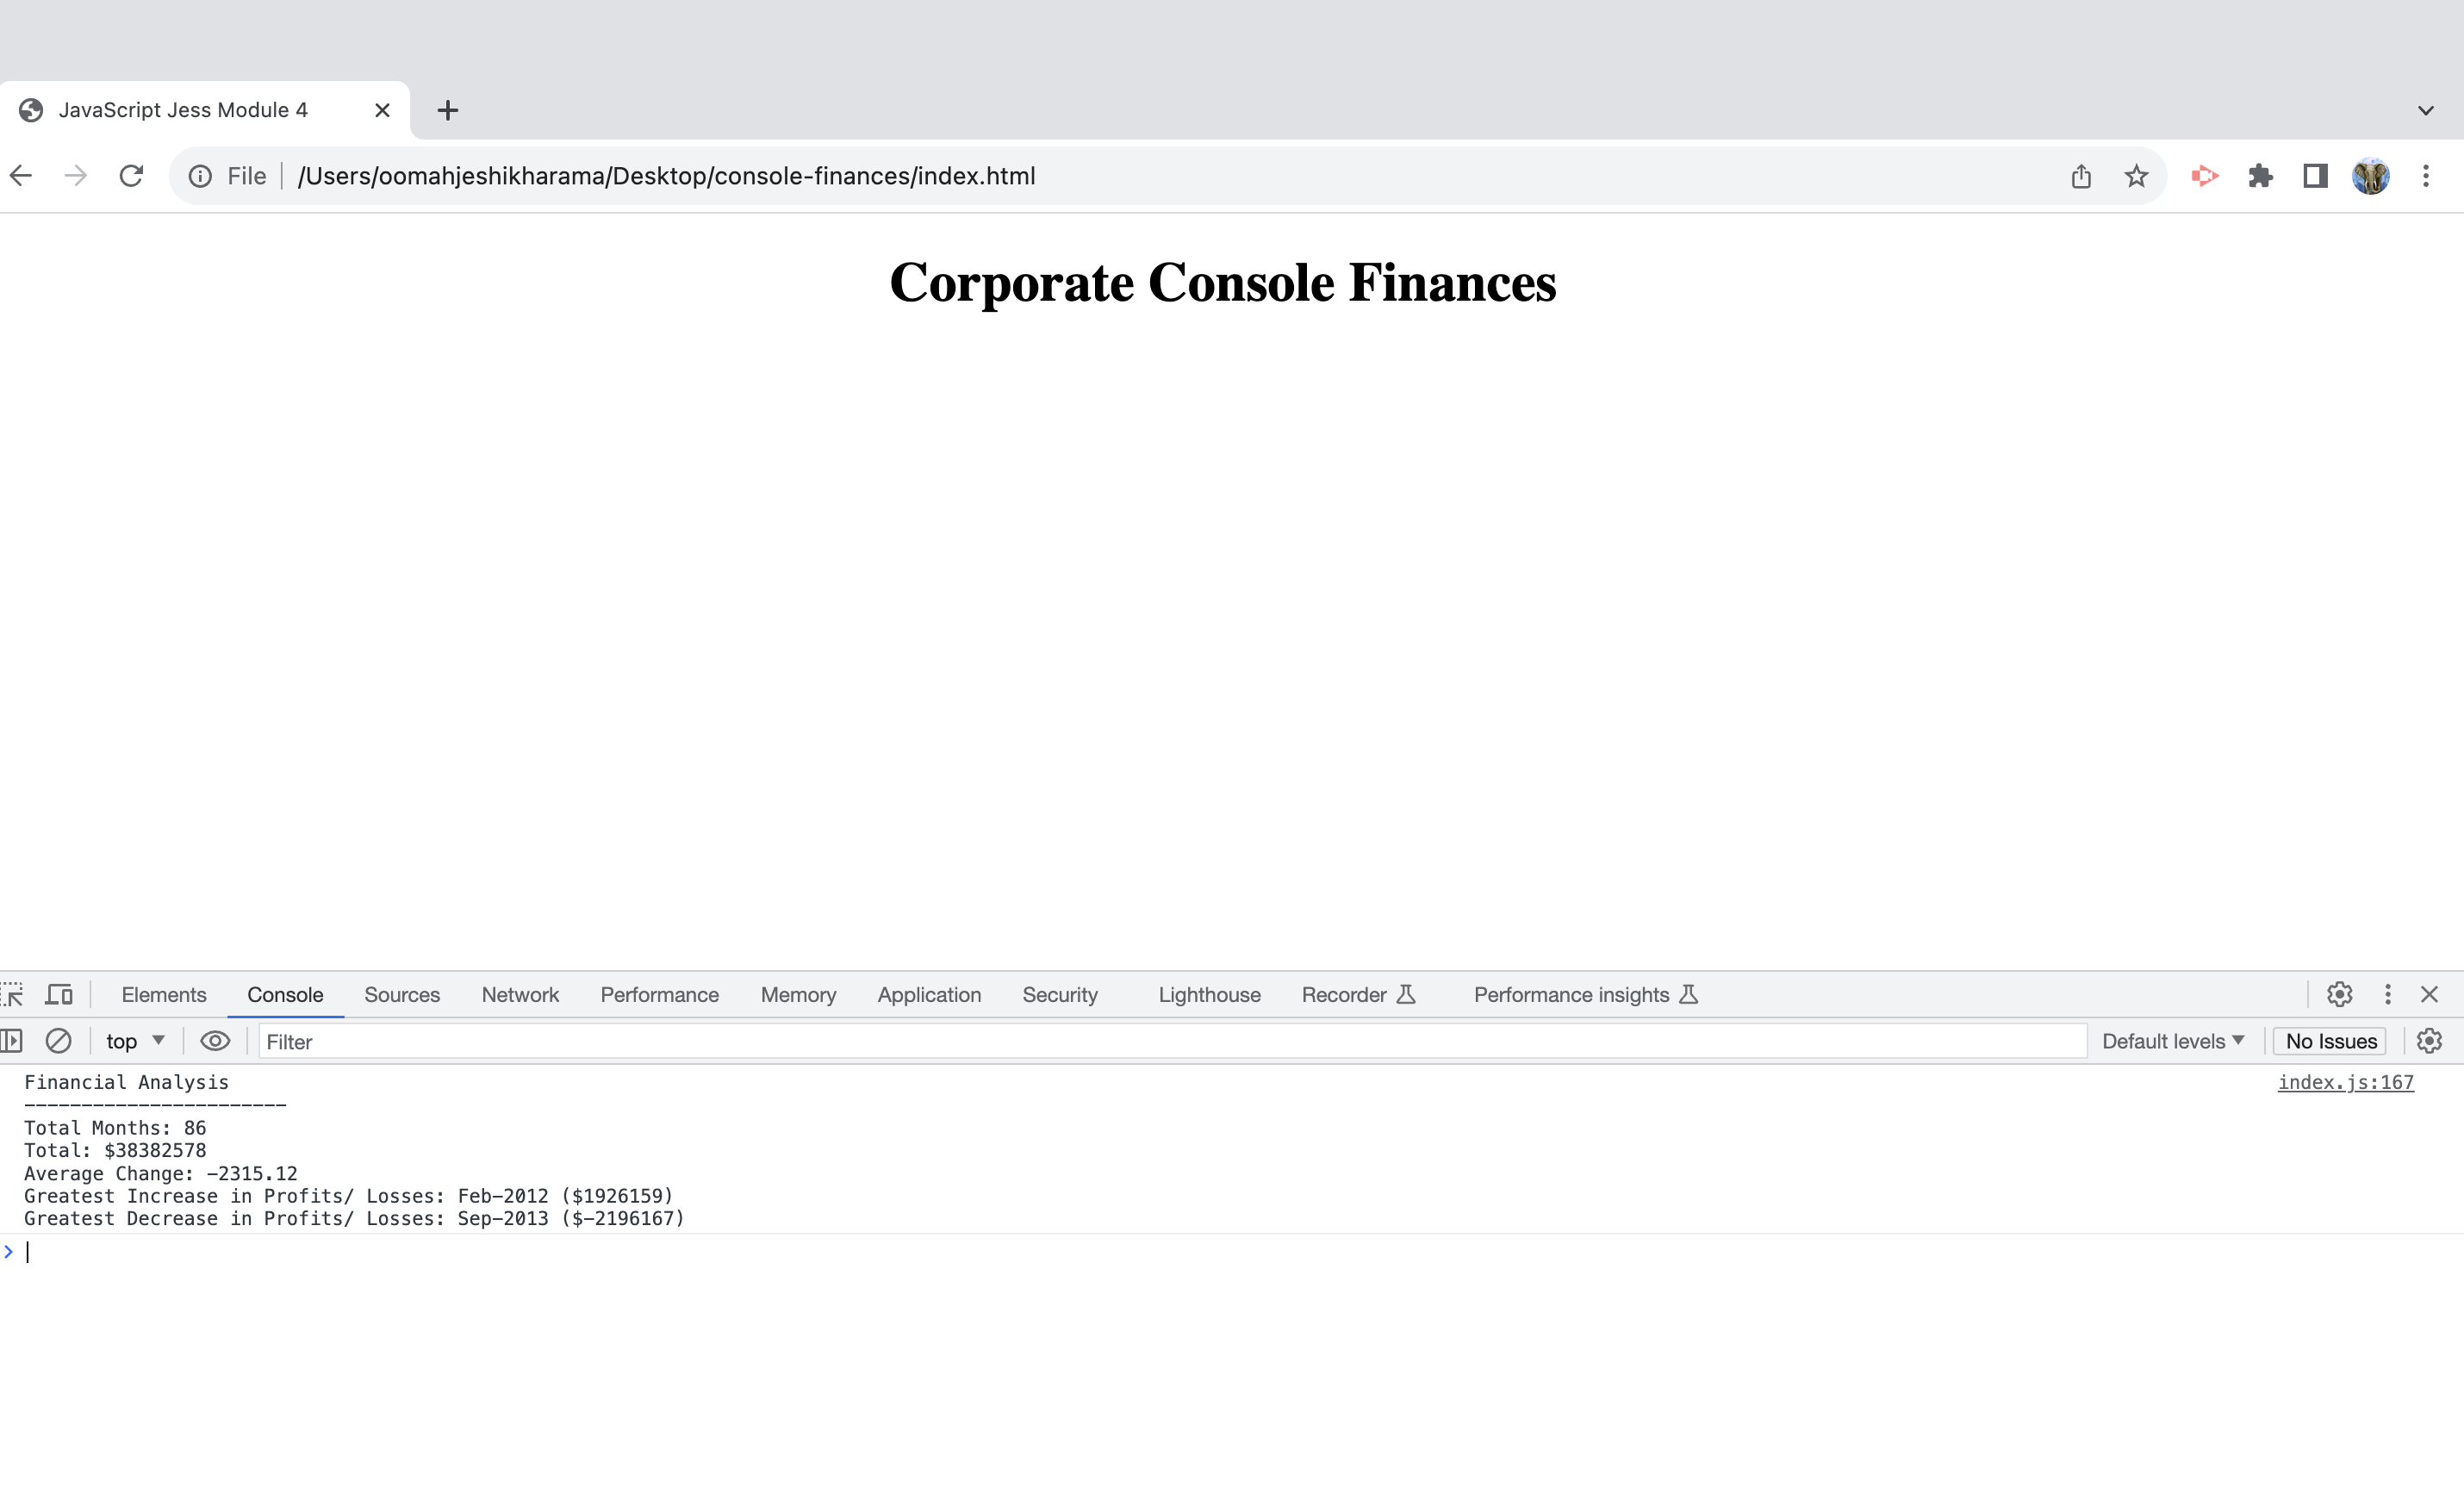 JavaScript Jess Module 4
File | /Users/oomahjeshikharama/Desktop/console-finances/index.html
Corporate Console Finances
Elements Console Sources Network Performance Memory Application Security Lighthouse Recorder Performance insights
top Filter Default levels No Issues
Financial Analysis index.js:167
-----------------------
Total Months: 86
Total: $38382578
Average Change: -2315.12
Greatest Increase in Profits/ Losses: Feb-2012 ($1926159)
Greatest Decrease in Profits/ Losses: Sep-2013 ($-2196167)